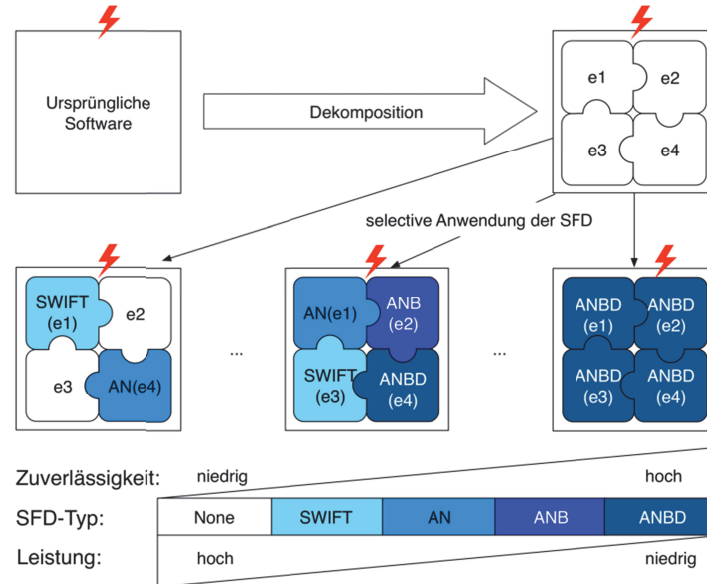 Ursprüngliche
Software
Dekomposition
e1
e2
e3
e4
selective Anwendung der SFD
SWIFT
(e1)
e2
e3
AN(e4)
...
AN(e1)
ANB
(e2)
SWIFT
(e3)
ANBD
(e4)
...
ANBD
(e1)
ANBD
(e2)
ANBD
(e3)
ANBD
(e4)
Zuverlässigkeit: niedrig hoch
SFD-Typ: None SWIFT AN ANB ANBD
Leistung: hoch niedrig